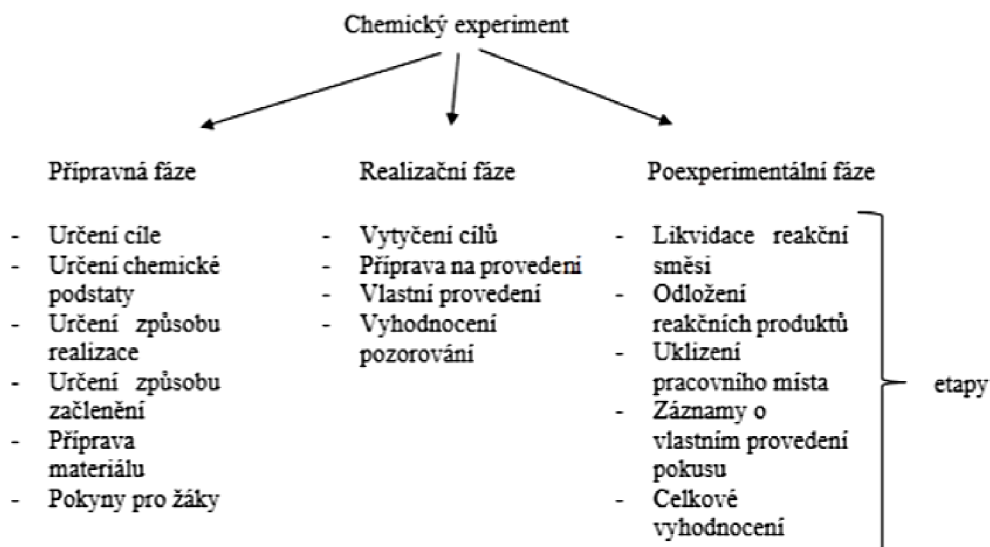 Chemický experiment
Přípravná fáze
- Určení cíle
- Určení chemické
podstaty
- Určení způsobu
realizace
- Určení způsobu
začlenění
- Příprava
materiálu
- Pokyny pro žáky
Realizační fáze
- Vytyčení cílů
- Příprava na provedení
- Vlastní provedení
- Vyhodnocení
pozorování
Poexperimentální fáze
- Likvidace reakční
směsi
- Odložení
reakčních produktů
- Uklizení
pracovního místa
- Záznamy o
vlastním provedení
pokusu
- Celkové
vyhodnocení
etapy